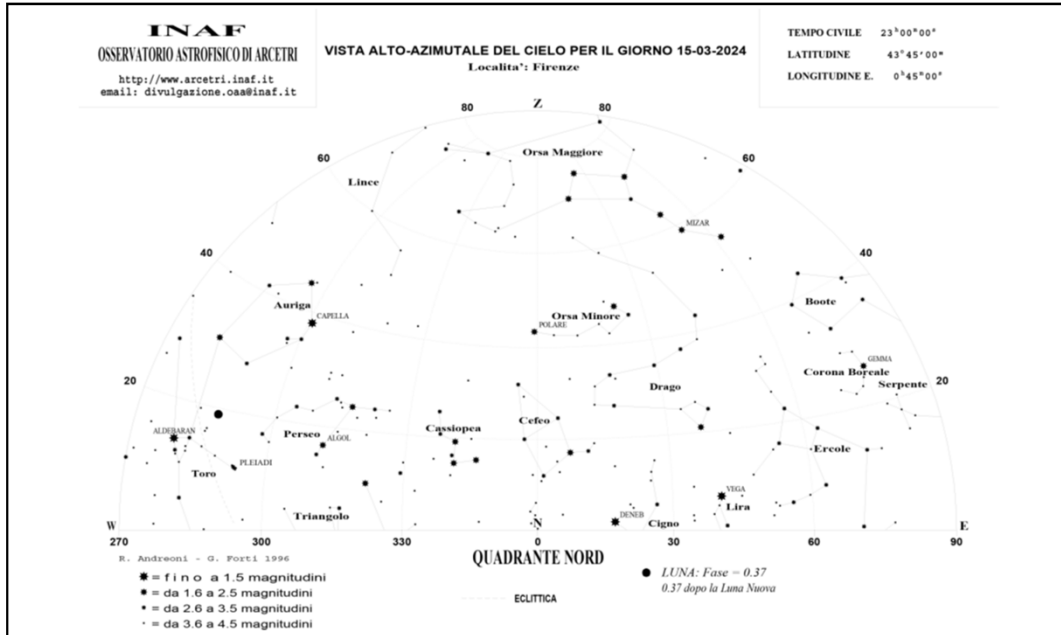 INAF
OSSERVATORIO ASTROFISICO DI ARCETRI
http://www.arcetri.inaf.it
email: divulgazione.oaa@inaf.it
VISTA ALTO-AZIMUTALE DEL CIELO PER IL GIORNO 15-03-2024
Localita': Firenze
TEMPO CIVILE 23ʰ00ᵐ00ˢ
LATITUDINE 43°45'00"
LONGITUDINE E. 0ʰ45ᵐ00ˢ
80 Z 80
Orsa Maggiore
60 60
Lince
MIZAR
40 40
Auriga Boote
CAPELLA
Orsa Minore
POLARE
GEMMA
Corona Boreale
20 20
Drago Serpente
Perseo Cassiopea Cefeo
ALDEBARAN ALGOL Ercole
Toro PLEIADI
VEGA
Lira
Triangolo N DENEB Cigno
W E
270 300 330 0 30 60 90
QUADRANTE NORD
R. Andreoni - G. Forti 1996
= fino a 1.5 magnitudini
= da 1.6 a 2.5 magnitudini
= da 2.6 a 3.5 magnitudini
= da 3.6 a 4.5 magnitudini
ECLITTICA
LUNA: Fase = 0.37
0.37 dopo la Luna Nuova